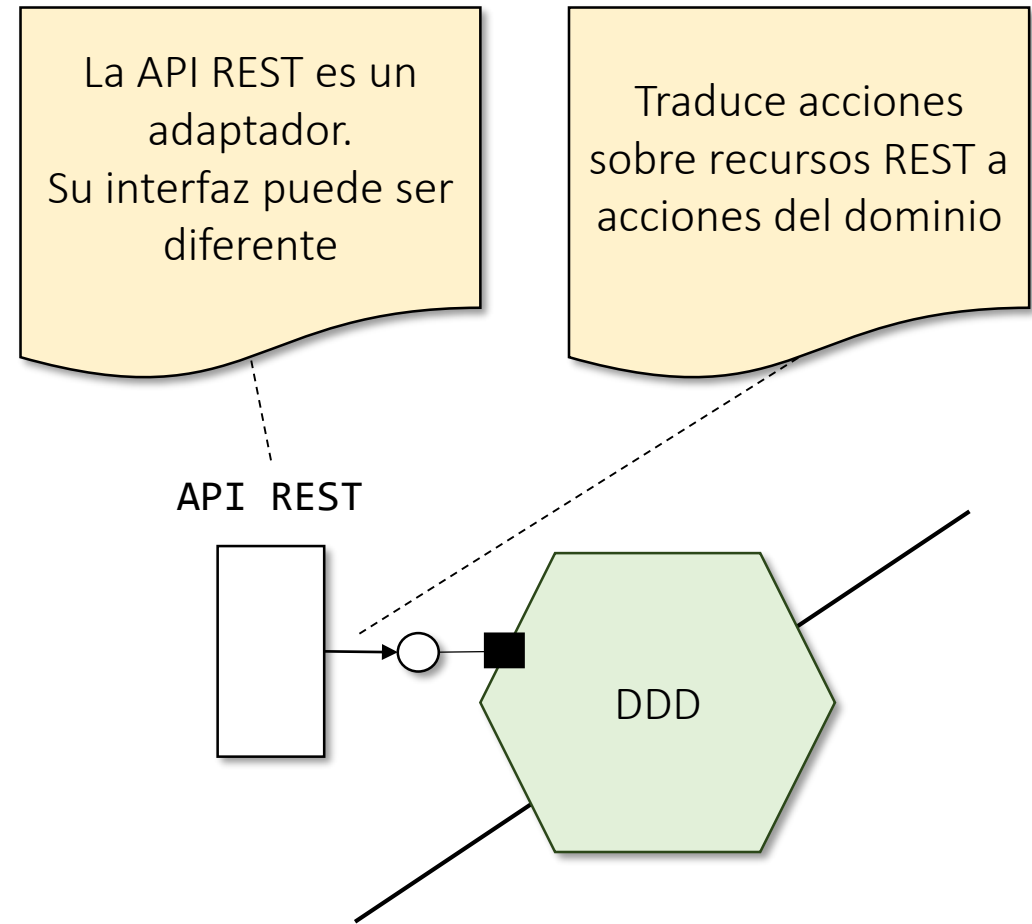 La API REST es un
adaptador.
Su interfaz puede ser
diferente
Traduce acciones
sobre recursos REST a
acciones del dominio
API REST
DDD